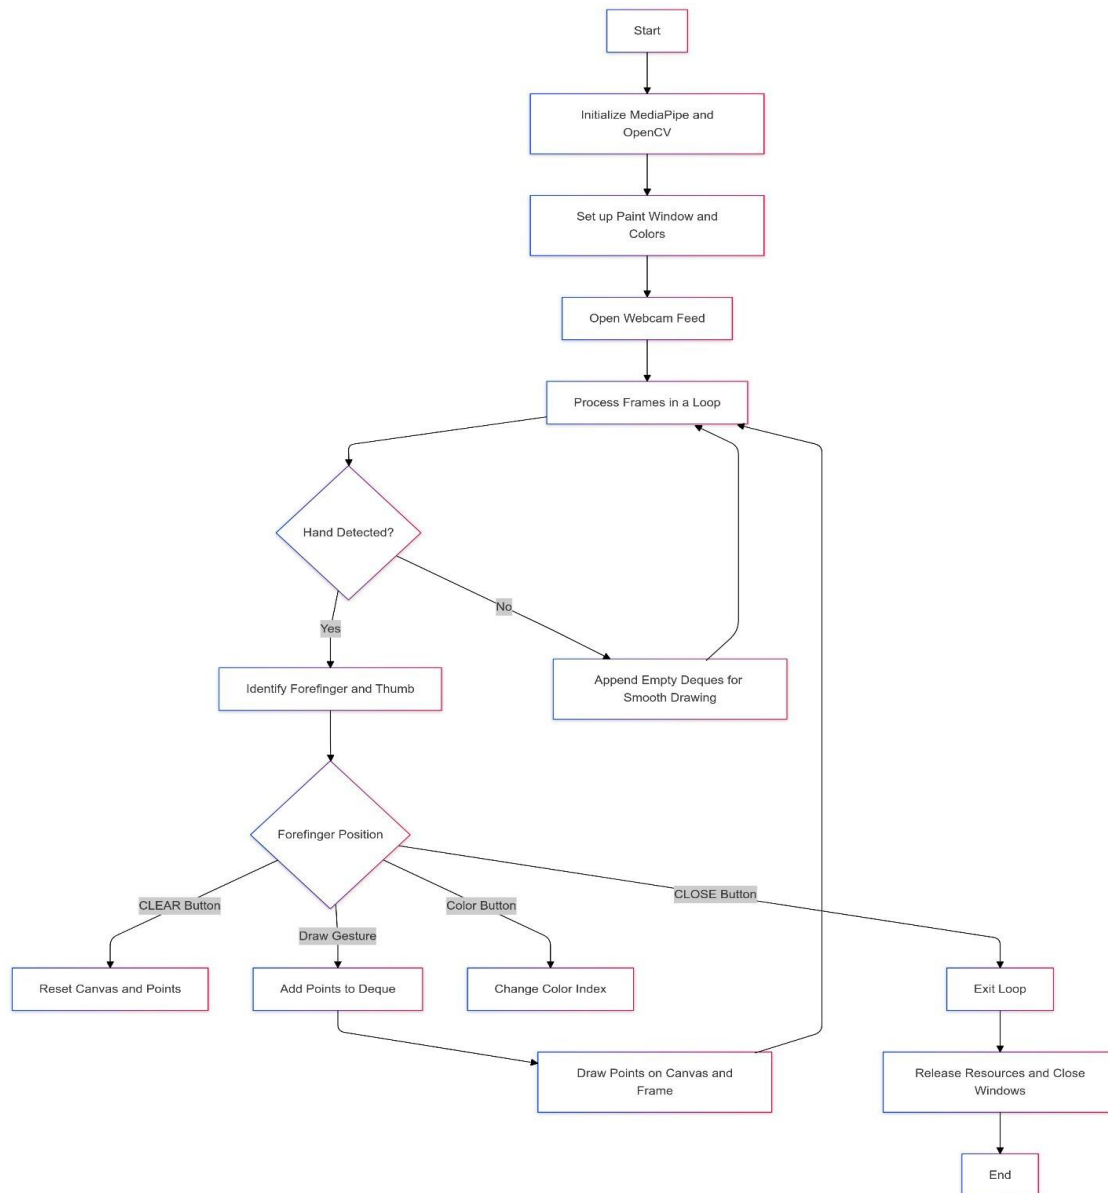 Start
Initialize MediaPipe and
OpenCV
Set up Paint Window and
Colors
Open Webcam Feed
Process Frames in a Loop
Hand Detected?
No
Yes
Identify Forefinger and Thumb
Append Empty Deques for
Smooth Drawing
Forefinger Position
CLEAR Button
Draw Gesture
Color Button
CLOSE Button
Reset Canvas and Points
Add Points to Deque
Change Color Index
Exit Loop
Draw Points on Canvas and
Frame
Release Resources and Close
Windows
End